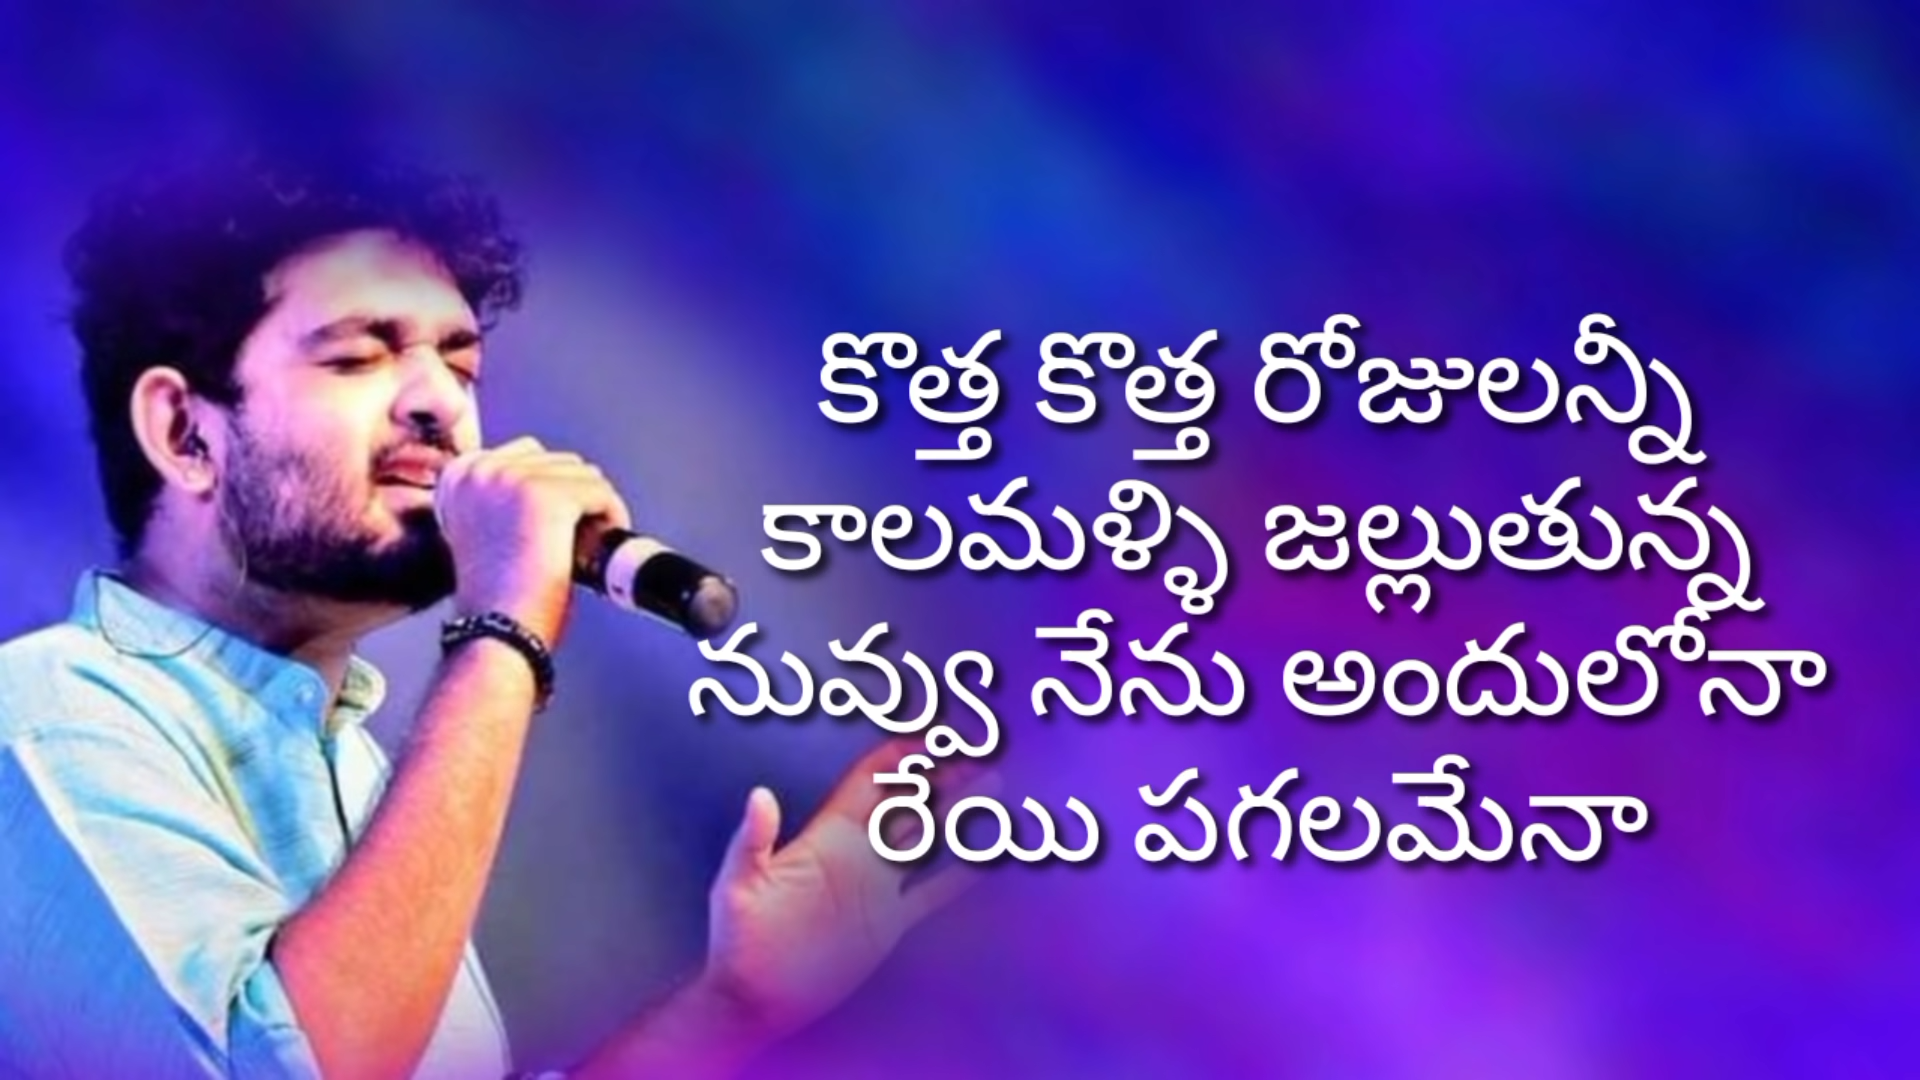 కొత్త కొత్త రోజులన్నీ
కాలమళ్ళి జల్లుతున్న
నువ్వు నేను అందులోనా
రేయి పగలమేనా